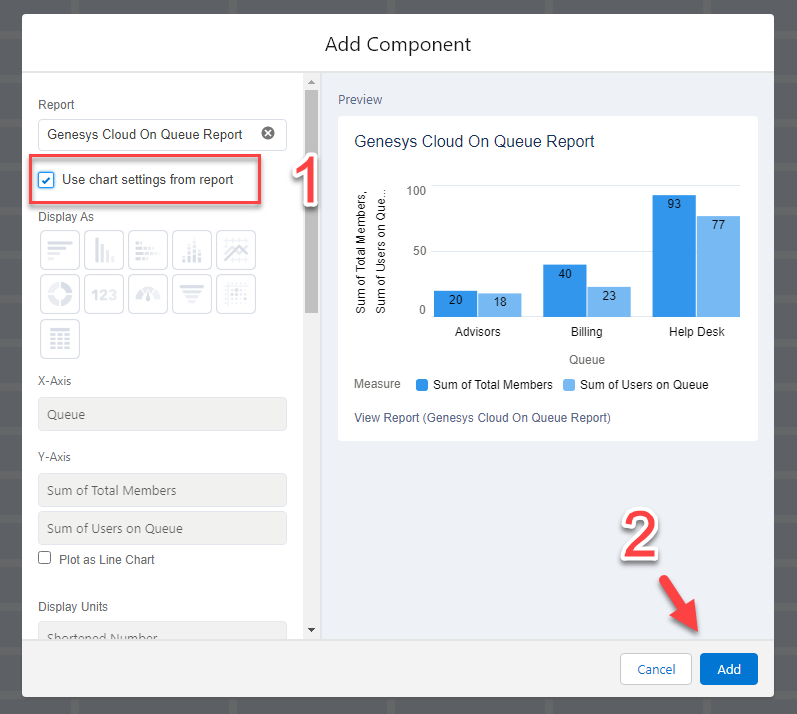 Add Component
Report
Genesys Cloud On Queue Report
Use chart settings from report
1
Display As
123
X-Axis
Queue
Y-Axis
Sum of Total Members
Sum of Users on Queue
Plot as Line Chart
Display Units
Shortened Number
Preview
Genesys Cloud On Queue Report
Sum of Total Members,
Sum of Users on Que...
100
50
0
20
18
40
23
93
77
Advisors
Billing
Help Desk
Queue
Measure
Sum of Total Members
Sum of Users on Queue
View Report (Genesys Cloud On Queue Report)
2
Cancel
Add